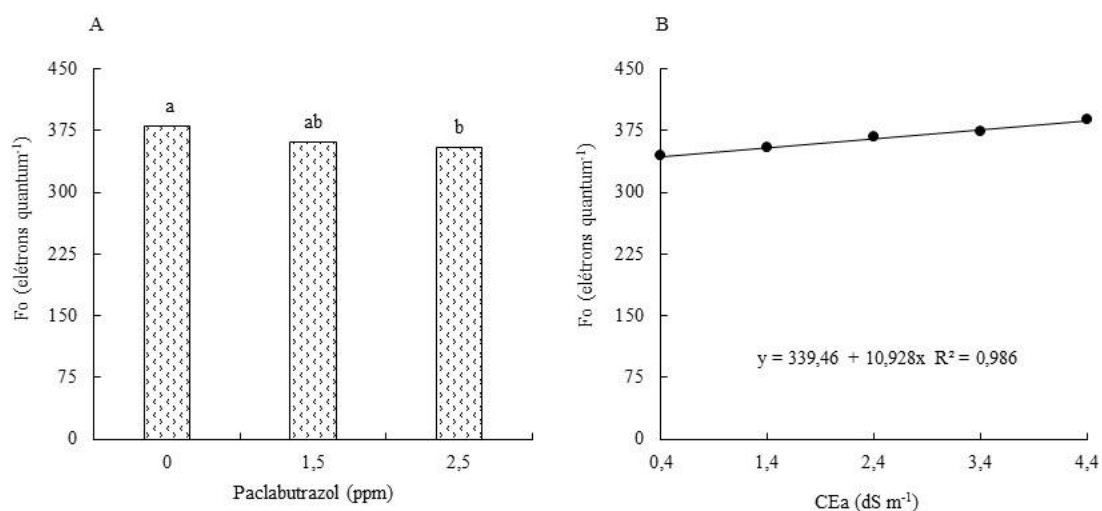 A
450
375
300
225
150
75
0
Fo (elétrons quantum⁻¹)
a
ab
b
0 1,5 2,5
Paclabutrazol (ppm)
B
450
375
300
225
150
75
0
Fo (elétrons quantum⁻¹)
y = 339,46 + 10,928x R² = 0,986
0,4 1,4 2,4 3,4 4,4
CEa (dS m⁻¹)